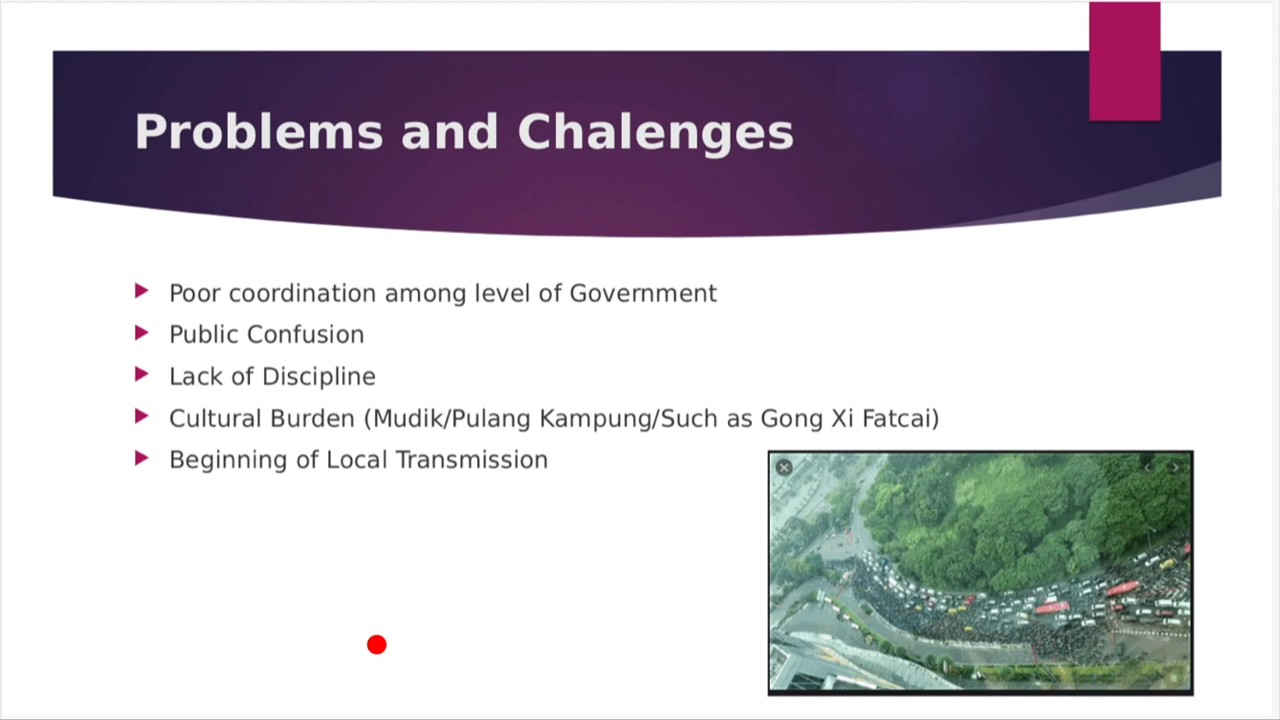 Problems and Chalenges
Poor coordination among level of Government
Public Confusion
Lack of Discipline
Cultural Burden (Mudik/Pulang Kampung/Such as Gong Xi Fatcai)
Beginning of Local Transmission